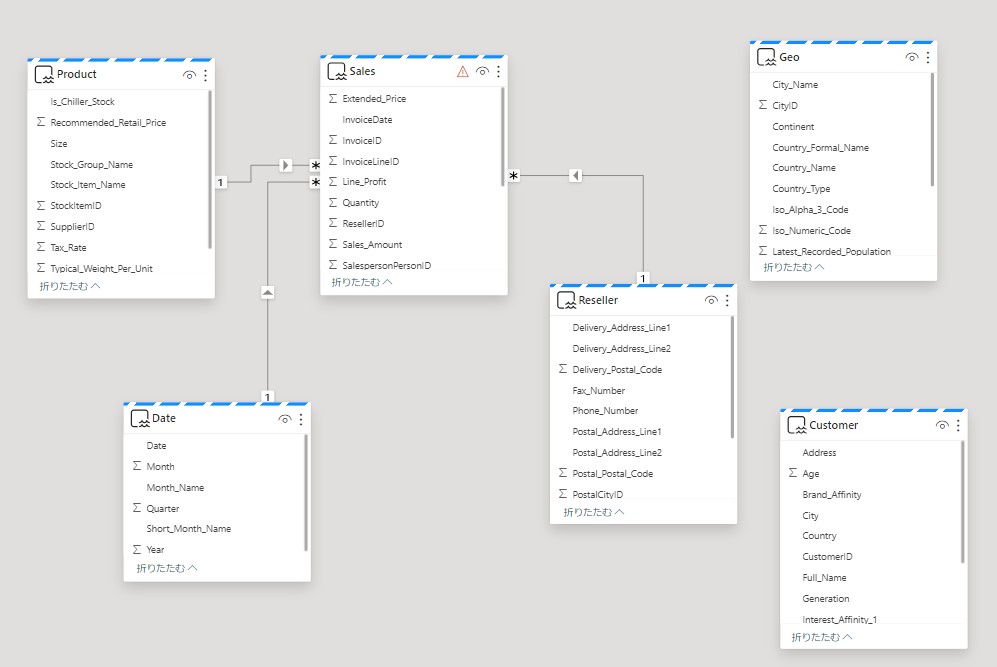 Product
Is_Chiller_Stock
Recommended_Retail_Price
Size
Stock_Group_Name
Stock_Item_Name
StockItemID
SupplierID
Tax_Rate
Typical_Weight_Per_Unit
折りたたむ
Sales
Extended_Price
InvoiceDate
InvoiceID
InvoiceLineID
Line_Profit
Quantity
ResellerID
Sales_Amount
SalespersonPersonID
折りたたむ
Geo
City_Name
CityID
Continent
Country_Formal_Name
Country_Name
Country_Type
Iso_Alpha_3_Code
Iso_Numeric_Code
Latest_Recorded_Population
折りたたむ
1
*
*
*
1
1
Reseller
Delivery_Address_Line1
Delivery_Address_Line2
Delivery_Postal_Code
Fax_Number
Phone_Number
Postal_Address_Line1
Postal_Address_Line2
Postal_Postal_Code
PostalCityID
折りたたむ
Date
Date
Month
Month_Name
Quarter
Short_Month_Name
Year
折りたたむ
Customer
Address
Age
Brand_Affinity
City
Country
CustomerID
Full_Name
Generation
Interest_Affinity_1
折りたたむ